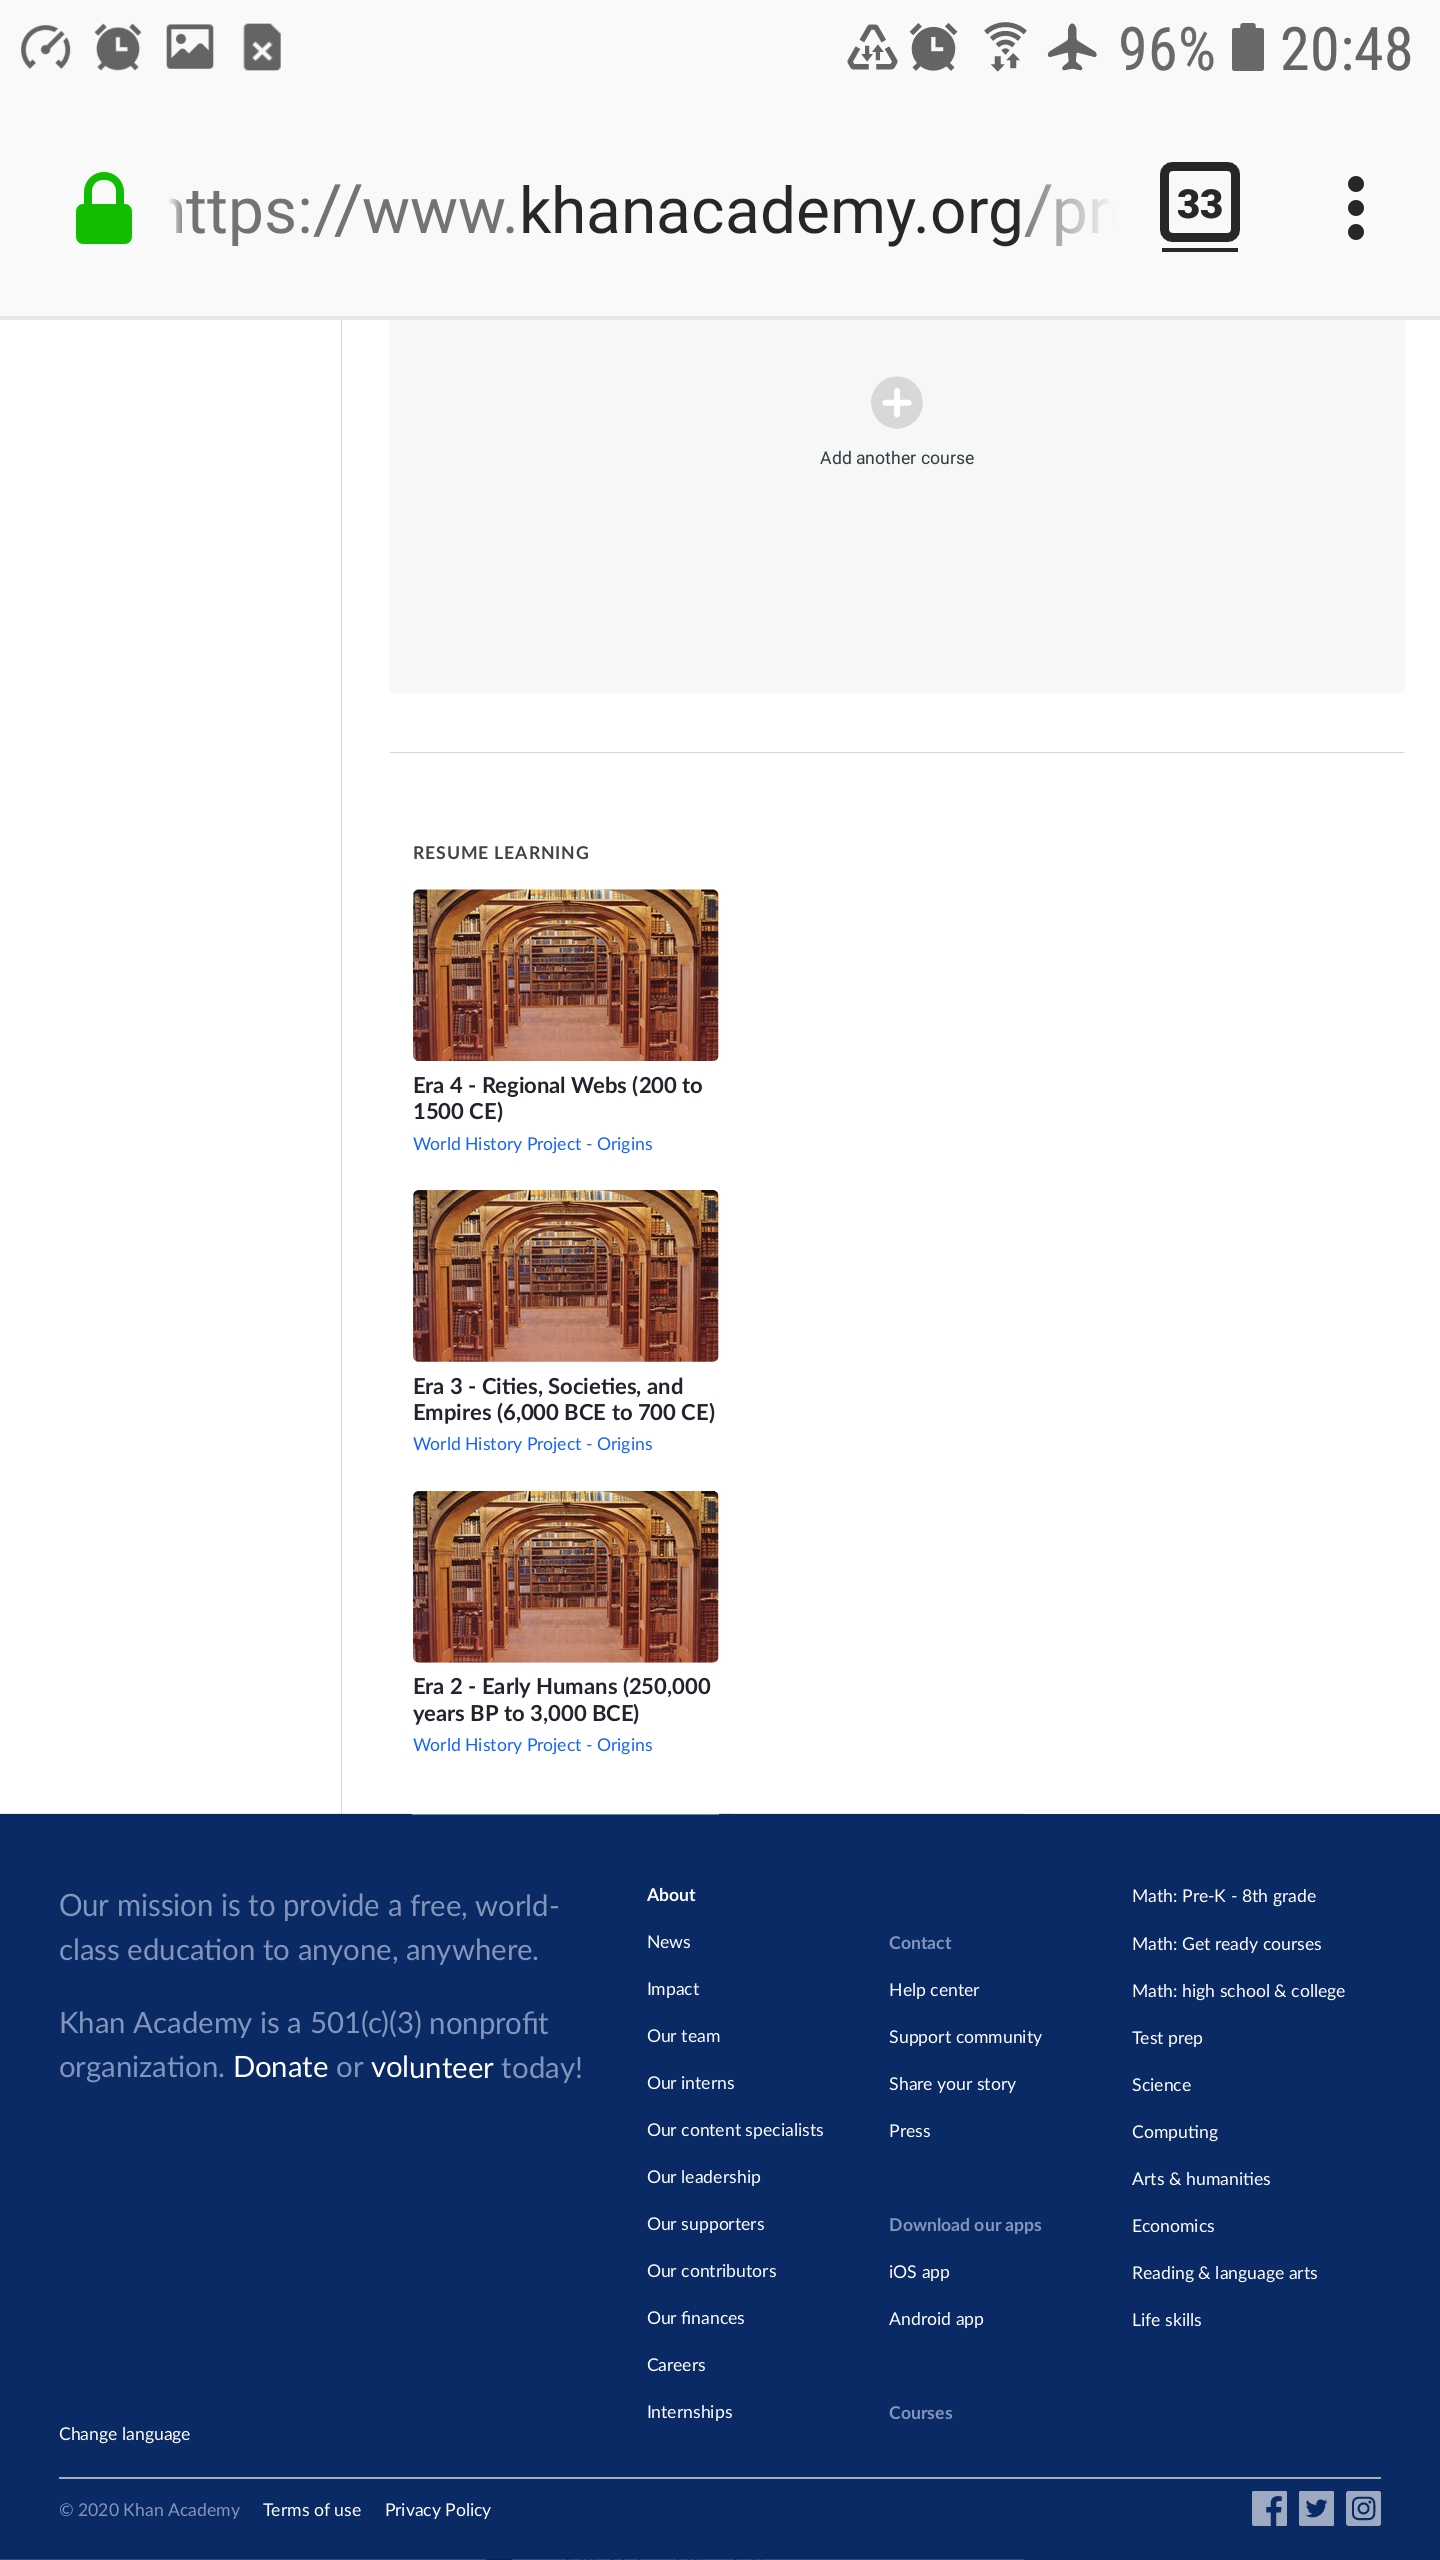 96% 20:48
ttps://www.khanacademy.org/pr
33
Add another course
RESUME LEARNING
Era 4 - Regional Webs (200 to
1500 CE)
World History Project - Origins
Era 3 - Cities, Societies, and
Empires (6,000 BCE to 700 CE)
World History Project - Origins
Era 2 - Early Humans (250,000
years BP to 3,000 BCE)
World History Project - Origins
Our mission is to provide a free, world-
class education to anyone, anywhere.
Khan Academy is a 501(c)(3) nonprofit
organization. Donate or volunteer today!
Change language
About
News
Impact
Our team
Our interns
Our content specialists
Our leadership
Our supporters
Our contributors
Our finances
Careers
Internships
Contact
Help center
Support community
Share your story
Press
Download our apps
iOS app
Android app
Courses
Math: Pre-K - 8th grade
Math: Get ready courses
Math: high school & college
Test prep
Science
Computing
Arts & humanities
Economics
Reading & language arts
Life skills
© 2020 Khan Academy Terms of use Privacy Policy